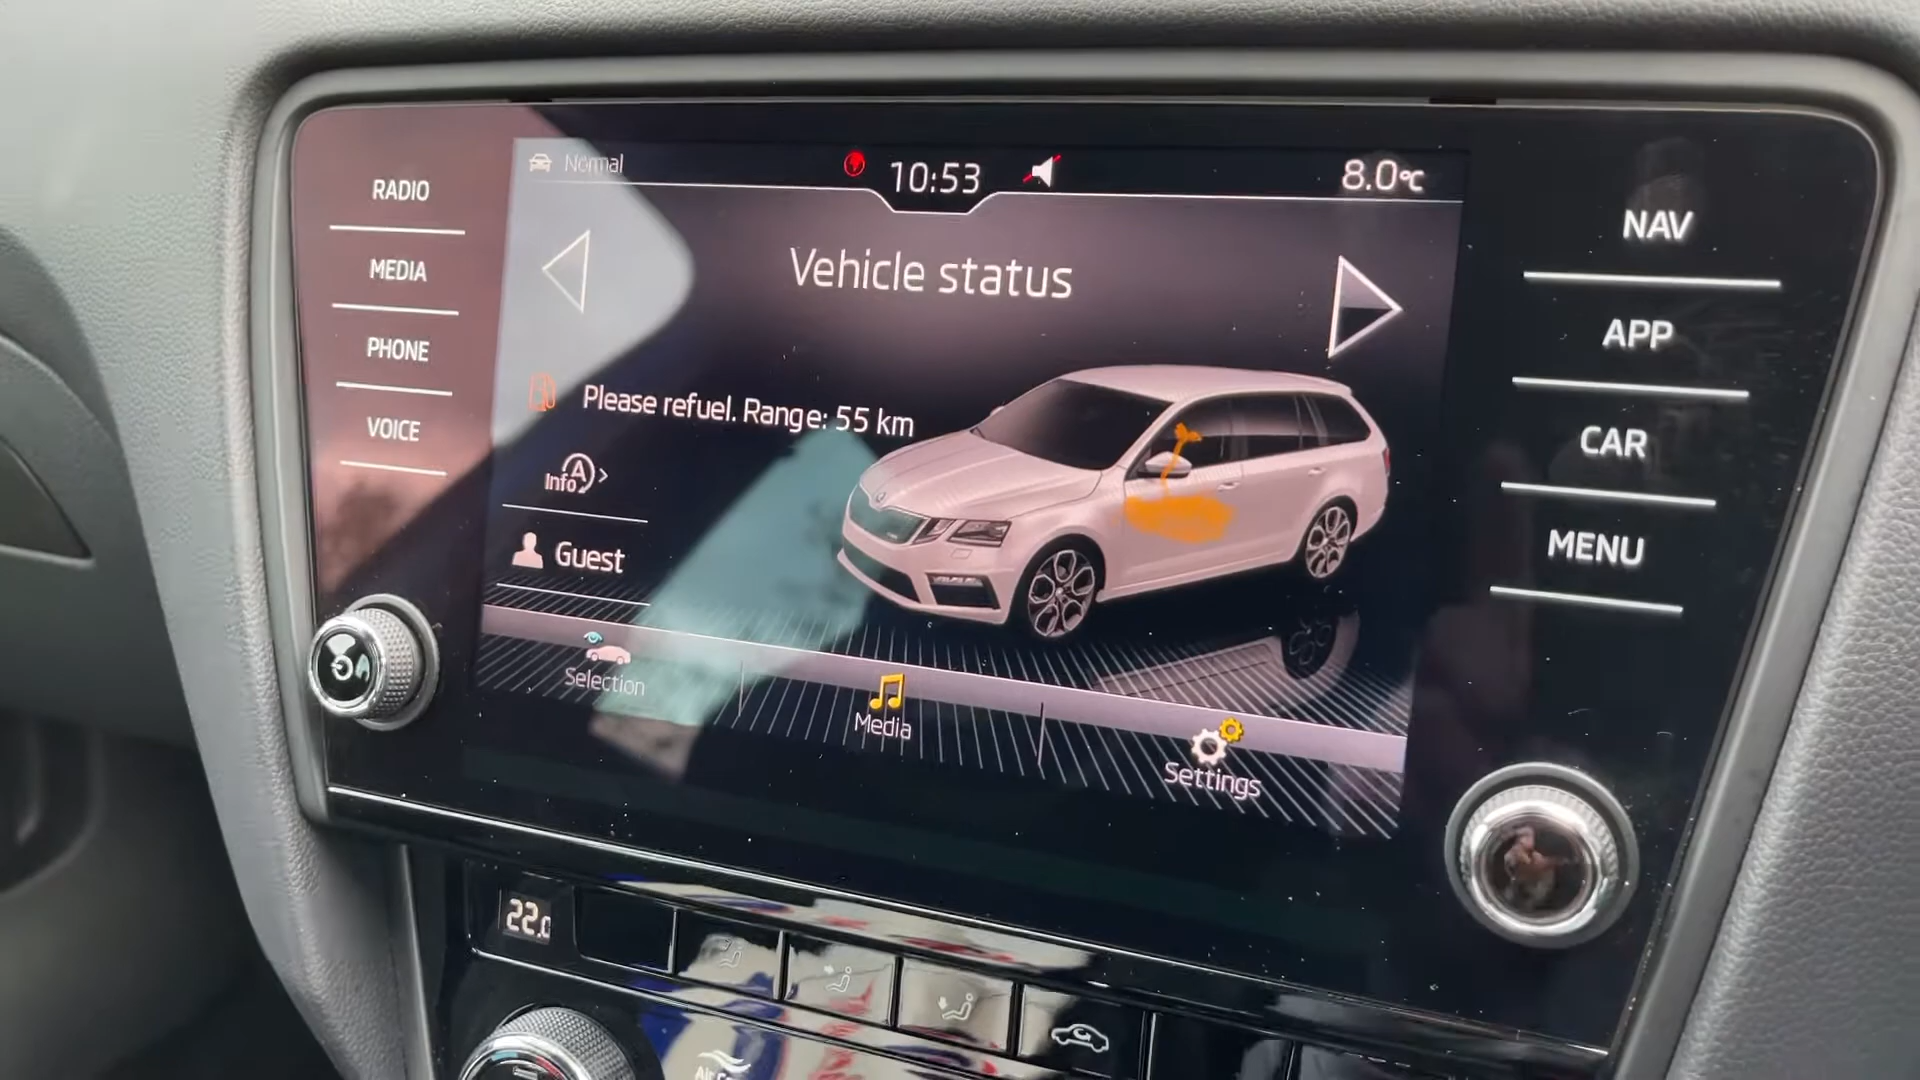 RADIO
MEDIA
PHONE
VOICE
Normal
10:53
8.0°C
Vehicle status
Please refuel. Range: 55 km
A
Info
Guest
Selection
Media
Settings
NAV
APP
CAR
MENU
22.0